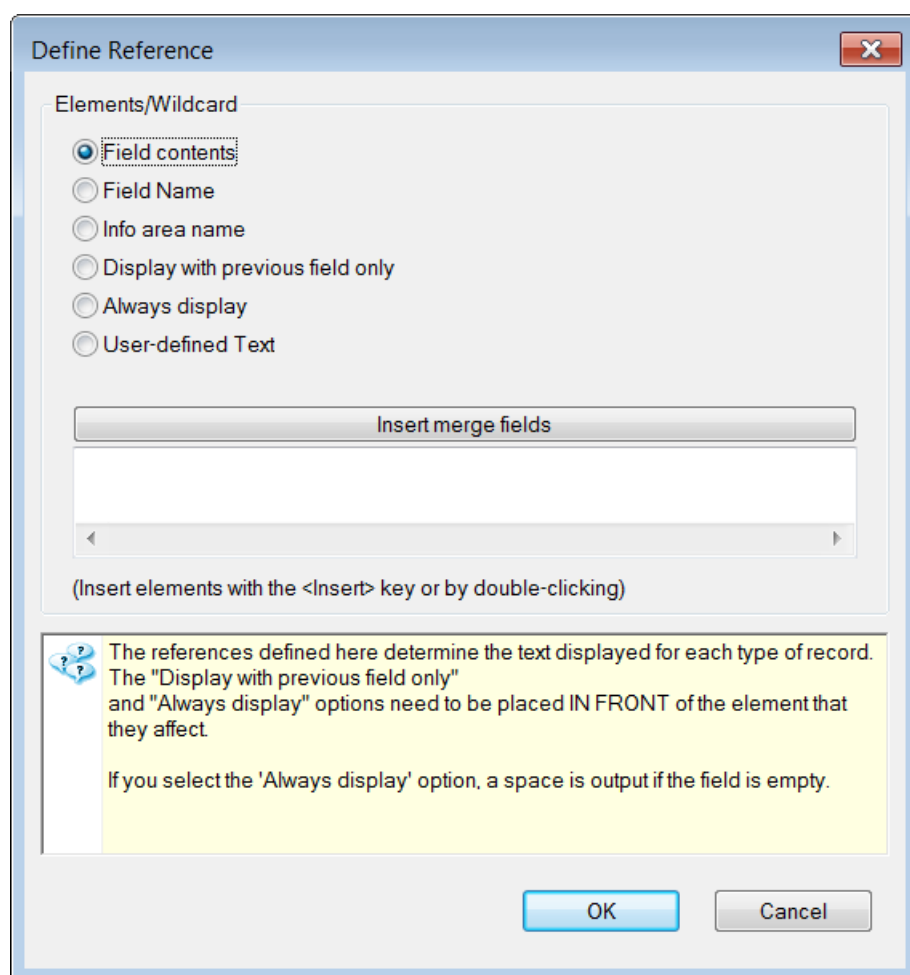 Define Reference
Elements/Wildcard
Field contents
Field Name
Info area name
Display with previous field only
Always display
User-defined Text
Insert merge fields
(Insert elements with the <Insert> key or by double-clicking)
The references defined here determine the text displayed for each type of record.
The "Display with previous field only"
and "Always display" options need to be placed IN FRONT of the element that
they affect.
If you select the 'Always display' option, a space is output if the field is empty.
OK
Cancel